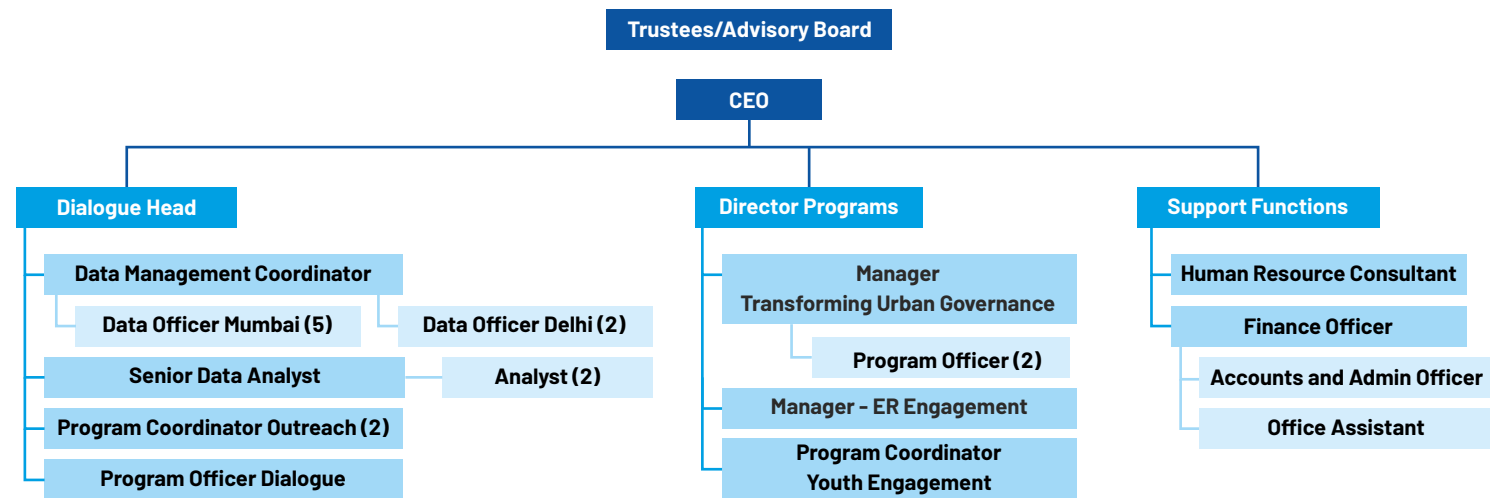 Trustees/Advisory Board
CEO
Dialogue Head
Data Management Coordinator
Data Officer Mumbai (5)
Data Officer Delhi (2)
Senior Data Analyst
Analyst (2)
Program Coordinator Outreach (2)
Program Officer Dialogue
Director Programs
Manager
Transforming Urban Governance
Program Officer (2)
Manager - ER Engagement
Program Coordinator
Youth Engagement
Support Functions
Human Resource Consultant
Finance Officer
Accounts and Admin Officer
Office Assistant